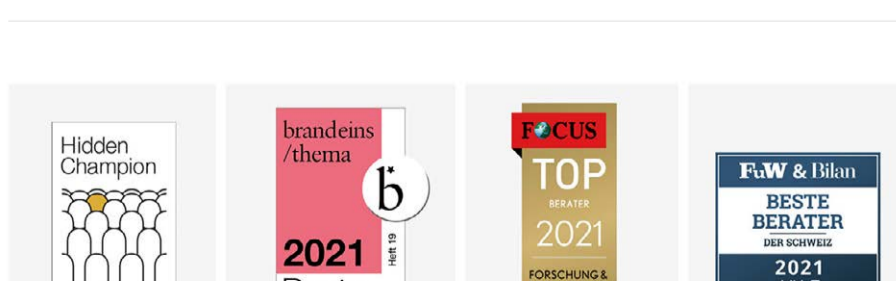 Hidden
Champion
brandeins
/thema
b
2021
Heft 19
FOCUS
TOP
BERATER
2021
FORSCHUNG &
FuW & Bilan
BESTE
BERATER
DER SCHWEIZ
2021